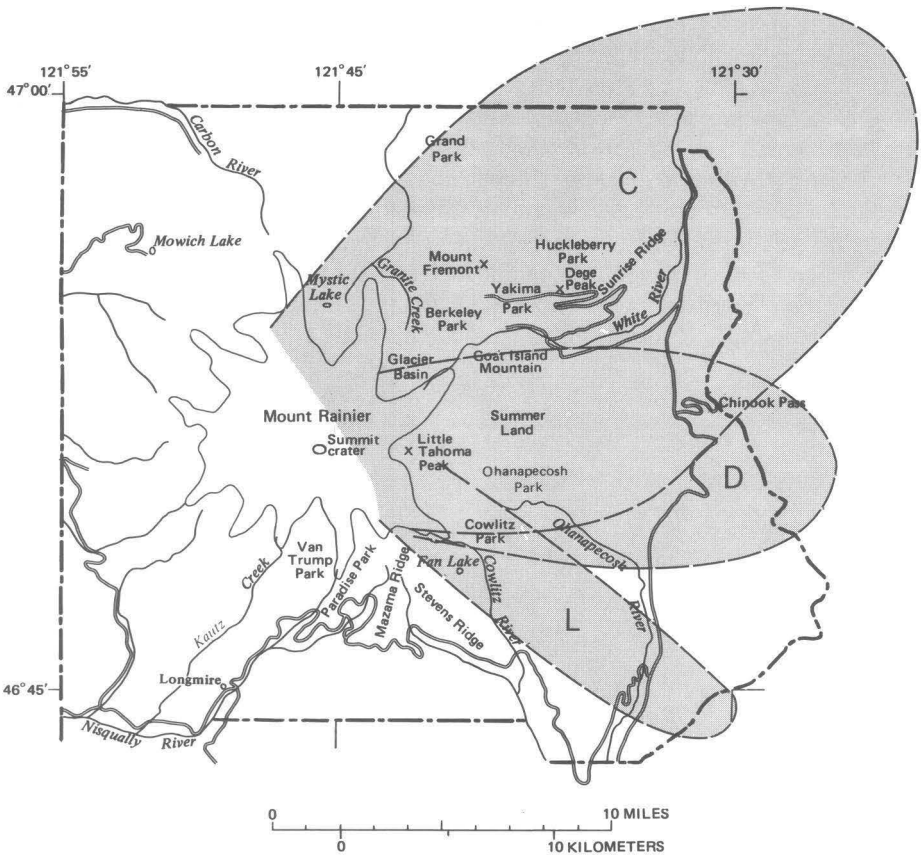 121°55'
121°45'
121°30'
47°00'
Carbon
River
Grand
Park
C
Mowich Lake
Huckleberry
Park
Mount
Fremont
Dege
Peak
Sunrise Ridge
Mystic
Lake
Granite Creek
Yakima
Park
Berkeley
Park
White River
Glacier
Basin
Goat Island
Mountain
Chinook Pass
Mount Rainier
Summit
crater
Little
Tahoma
Peak
Summer
Land
Ohanapecosh
Park
D
Cowlitz
Park
Ohanapecosh
River
Van
Trump
Park
Paradise Park
Mazama Ridge
Fan Lake
Cowlitz
River
Stevens Ridge
L
Kautz
Creek
Longmire
46°45'
Nisqually
River
0
10 MILES
0
10 KILOMETERS